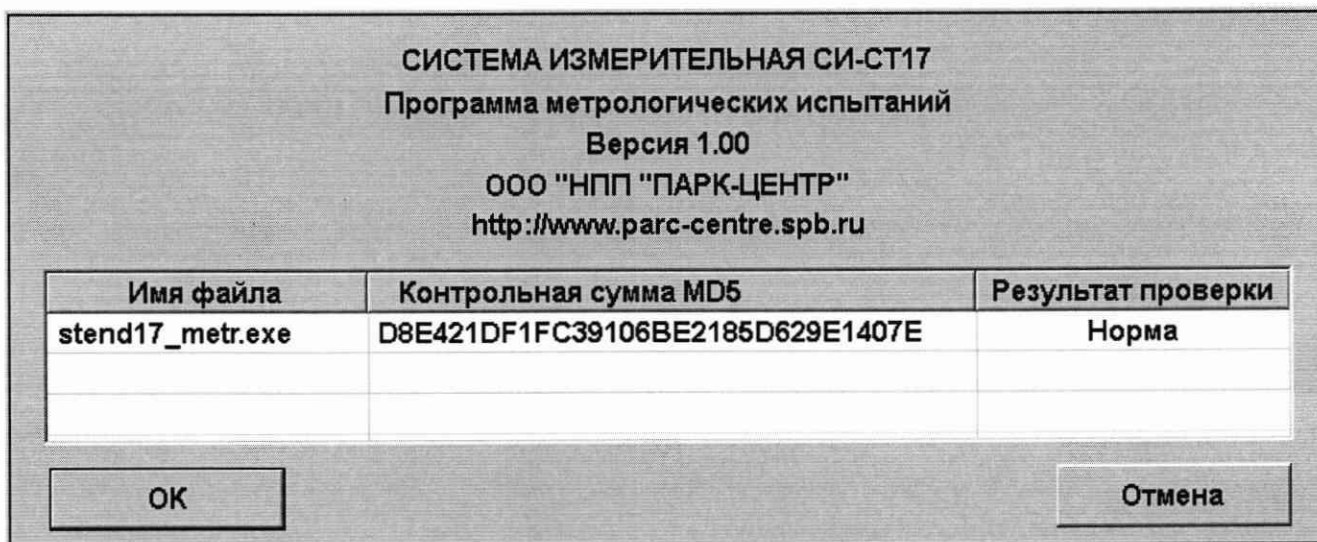 СИСТЕМА ИЗМЕРИТЕЛЬНАЯ СИ-СТ17
Программа метрологических испытаний
Версия 1.00
ООО "НПП "ПАРК-ЦЕНТР"
http://www.parc-centre.spb.ru
Имя файла Контрольная сумма MD5 Результат проверки
stend17_metr.exe D8E421DF1FC39106BE2185D629E1407E Норма
ОК Отмена